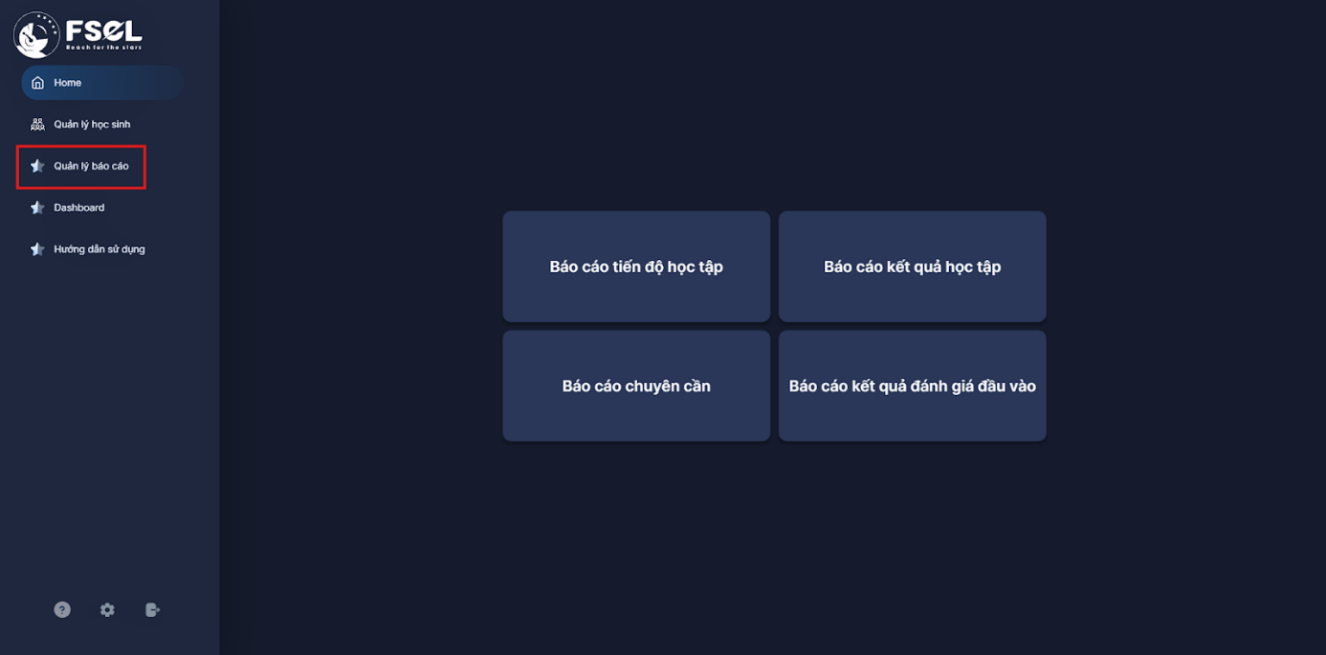 FSEL
Reach for the stars
Home
Quản lý học sinh
Quản lý báo cáo
Dashboard
Hướng dẫn sử dụng
Báo cáo tiến độ học tập
Báo cáo kết quả học tập
Báo cáo chuyên cần
Báo cáo kết quả đánh giá đầu vào
?